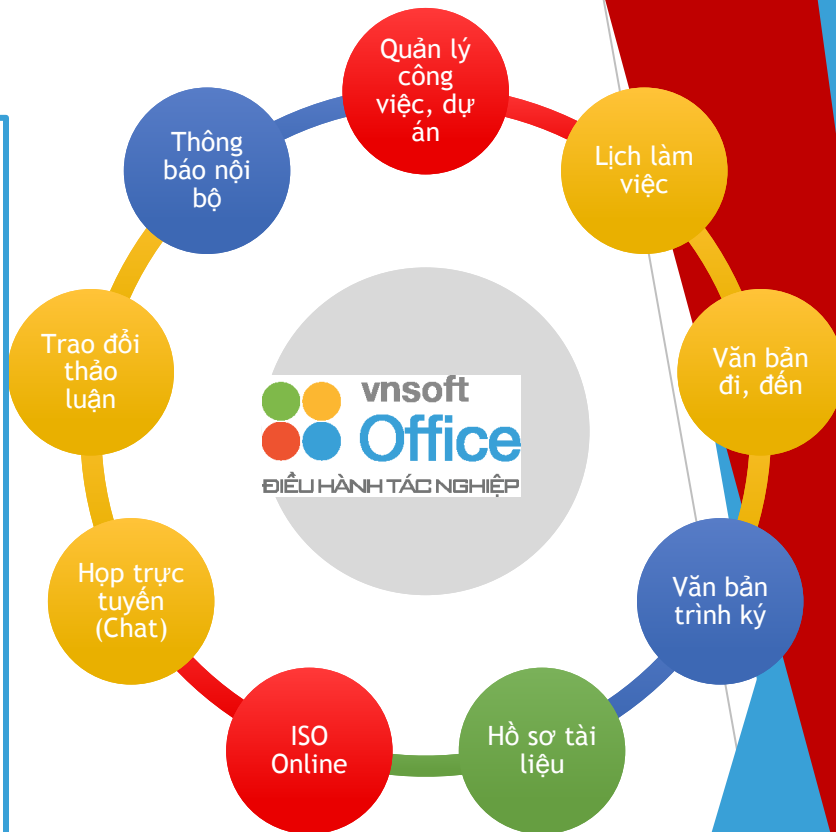 Quản lý
công
việc, dự
án
Lịch làm
việc
Văn bản
đi, đến
Văn bản
trình ký
Hồ sơ tài
liệu
ISO
Online
Họp trực
tuyến
(Chat)
Trao đổi
thảo
luận
Thông
báo nội
bộ
vnsoft
Office
ĐIỀU HÀNH TÁC NGHIỆP